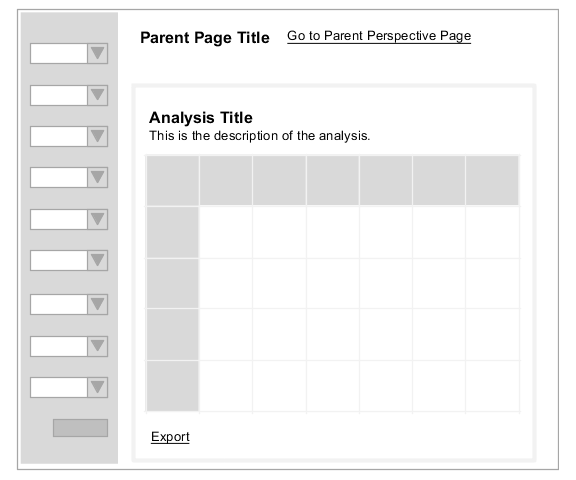 Parent Page Title Go to Parent Perspective Page
Analysis Title
This is the description of the analysis.
Export